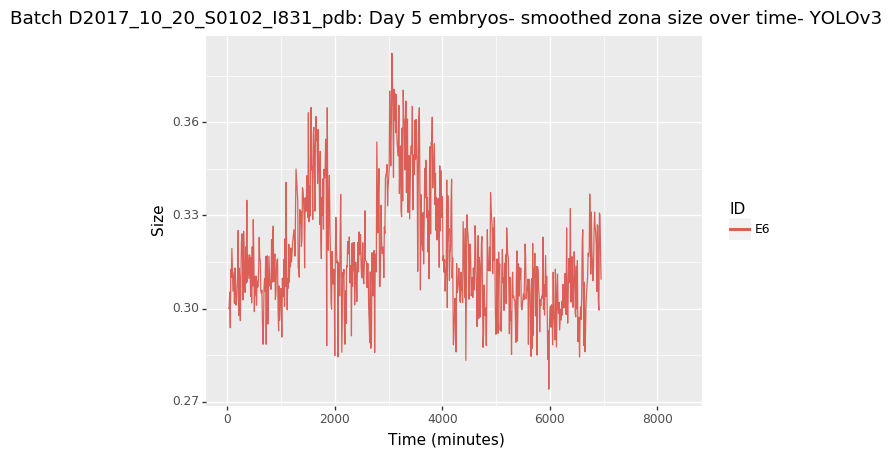 Batch D2017_10_20_S0102_I831_pdb: Day 5 embryos- smoothed zona size over time- YOLOv3
0.36
0.33
0.30
0.27
Size
0
2000
4000
6000
8000
Time (minutes)
ID
E6